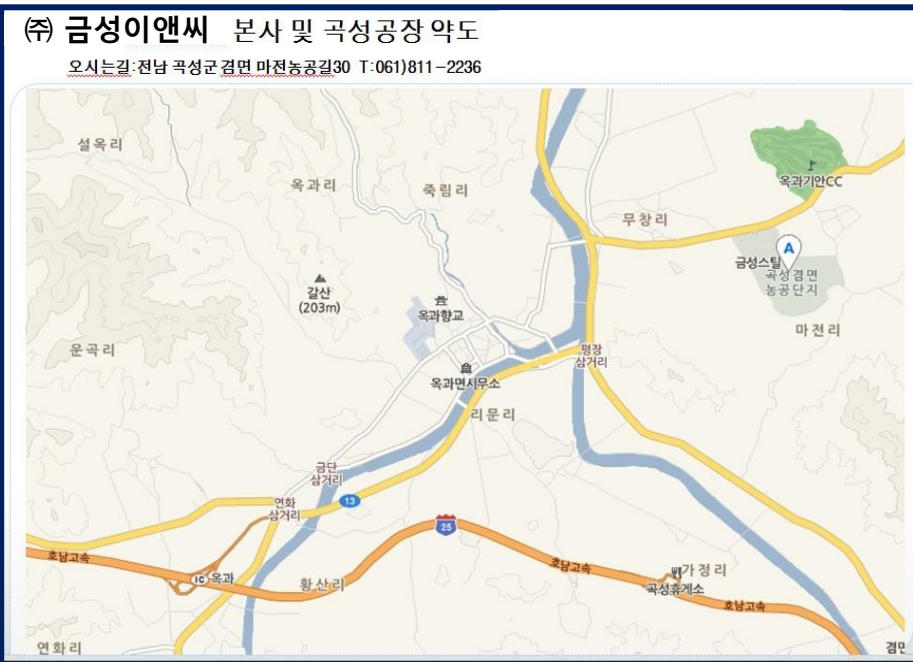 ㈜ 금성이앤씨 본사 및 곡성공장 약도
오시는길:전남 곡성군 겸면 마전농공길30 T:061)811-2236
설옥리
옥과리
죽림리
옥과기안CC
무창리
A
금성스틸
곡성겸면
농공단지
갈산
(203m)
옥과향교
마전리
운곡리
평장
삼거리
옥과면사무소
리문리
금단
삼거리
연화
삼거리
13
25
호남고속
호남고속
IC 옥과
황산리
가정리
곡성휴게소
호남고속
연화리
겸면